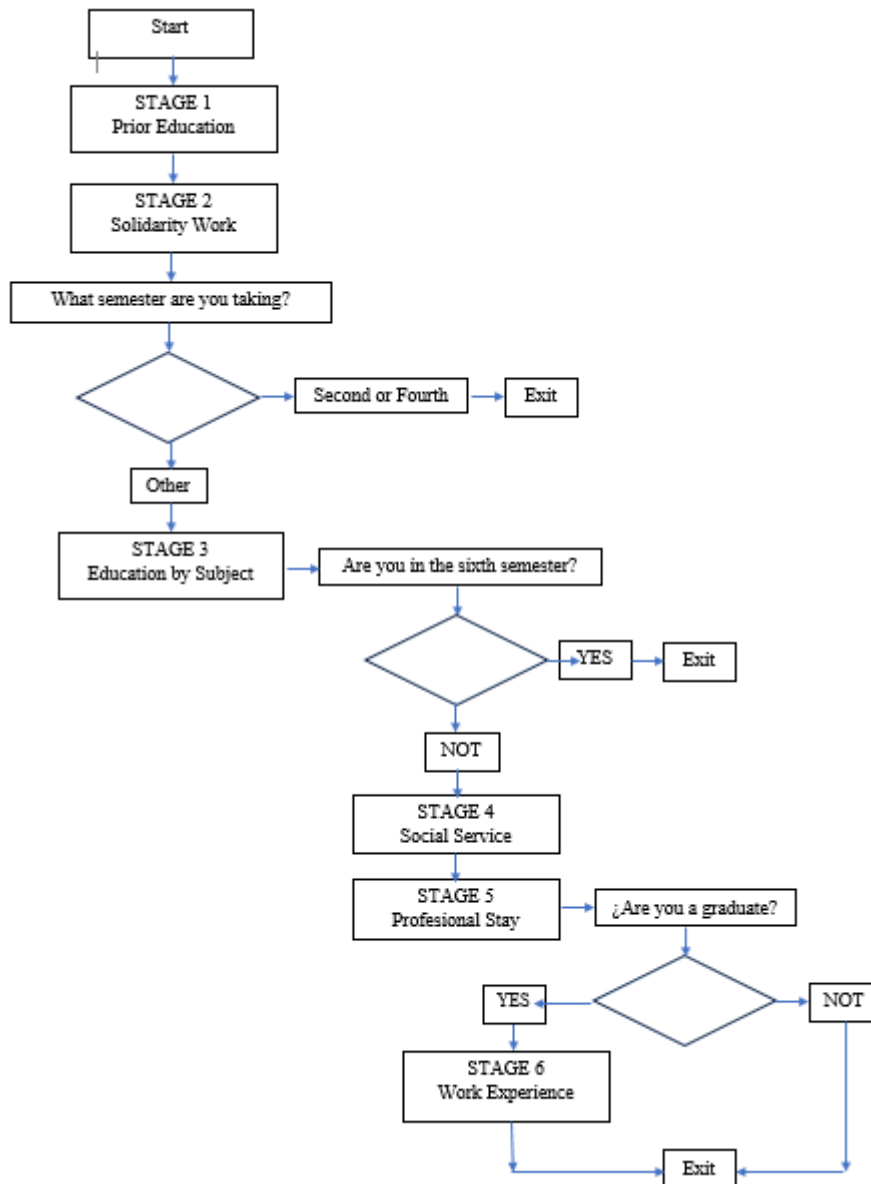 Start
STAGE 1
Prior Education
STAGE 2
Solidarity Work
What semester are you taking?
Second or Fourth
Exit
Other
STAGE 3
Education by Subject
Are you in the sixth semester?
YES
Exit
NOT
STAGE 4
Social Service
STAGE 5
Profesional Stay
¿Are you a graduate?
YES
NOT
STAGE 6
Work Experience
Exit